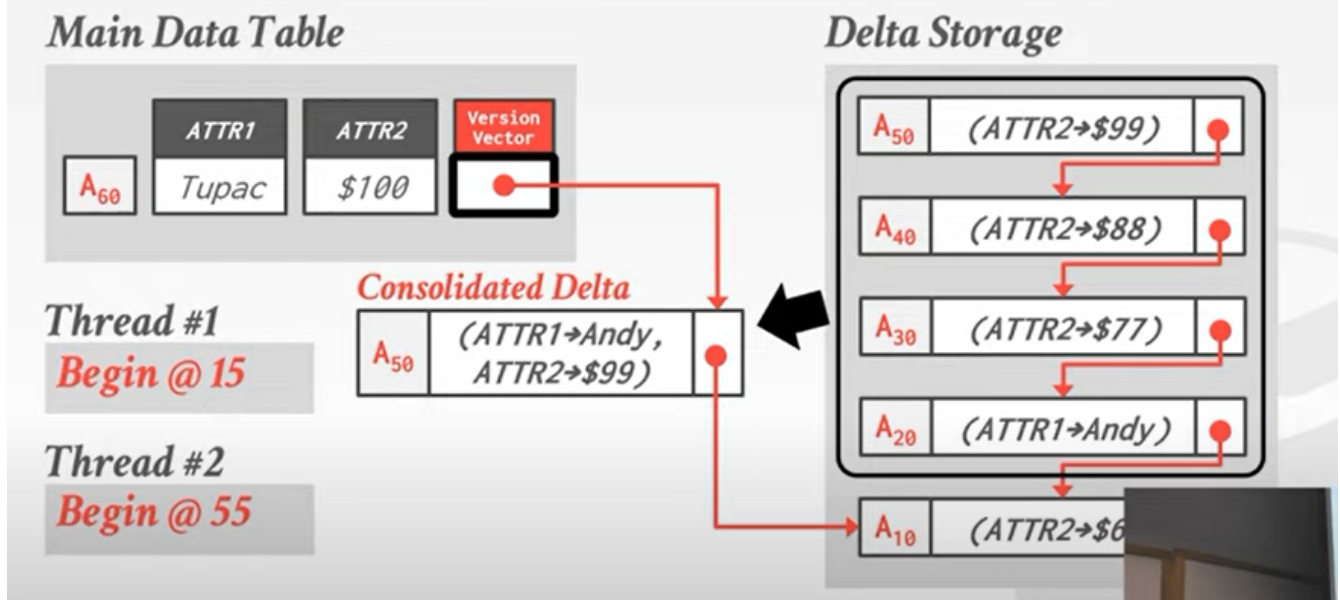 Main Data Table
ATTR1 ATTR2 Version Vector
A60 Tupac $100
Thread #1
Begin @ 15
Thread #2
Begin @ 55
Consolidated Delta
A50 (ATTR1→Andy,
ATTR2→$99)
Delta Storage
A50 (ATTR2→$99)
A40 (ATTR2→$88)
A30 (ATTR2→$77)
A20 (ATTR1→Andy)
A10